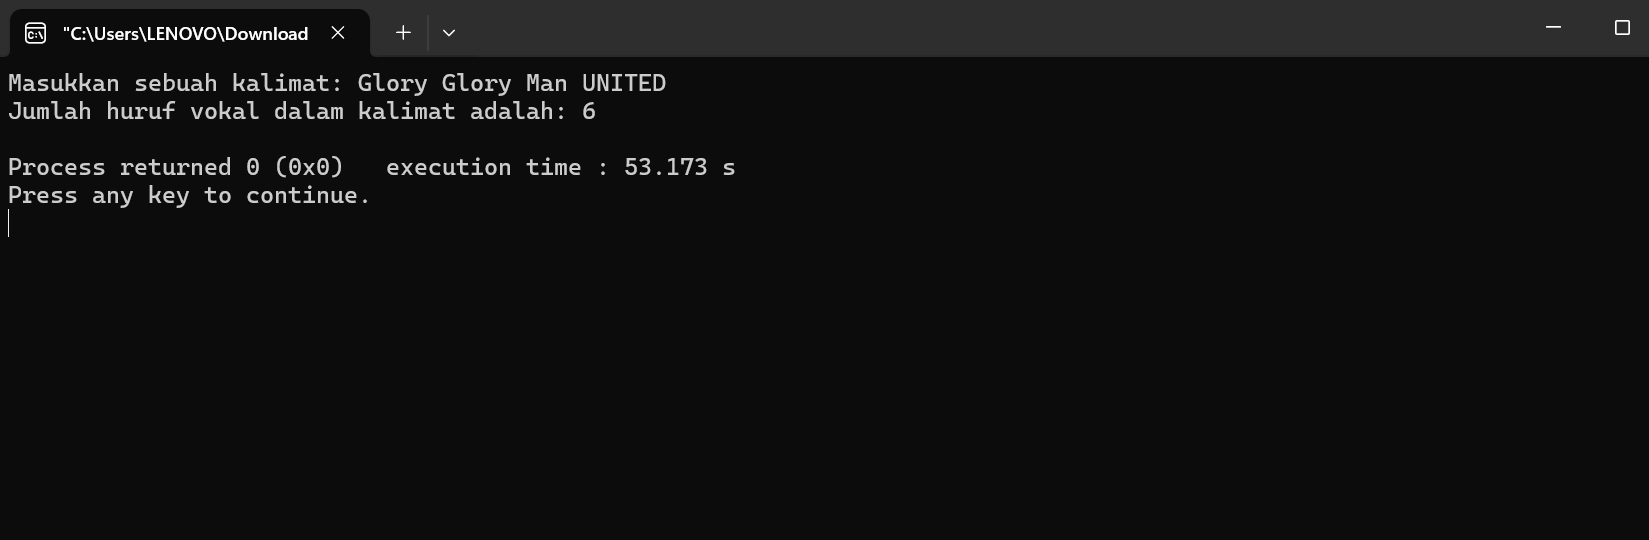 "C:\Users\LENOVO\Download
Masukkan sebuah kalimat: Glory Glory Man UNITED
Jumlah huruf vokal dalam kalimat adalah: 6
Process returned 0 (0x0)   execution time : 53.173 s
Press any key to continue.